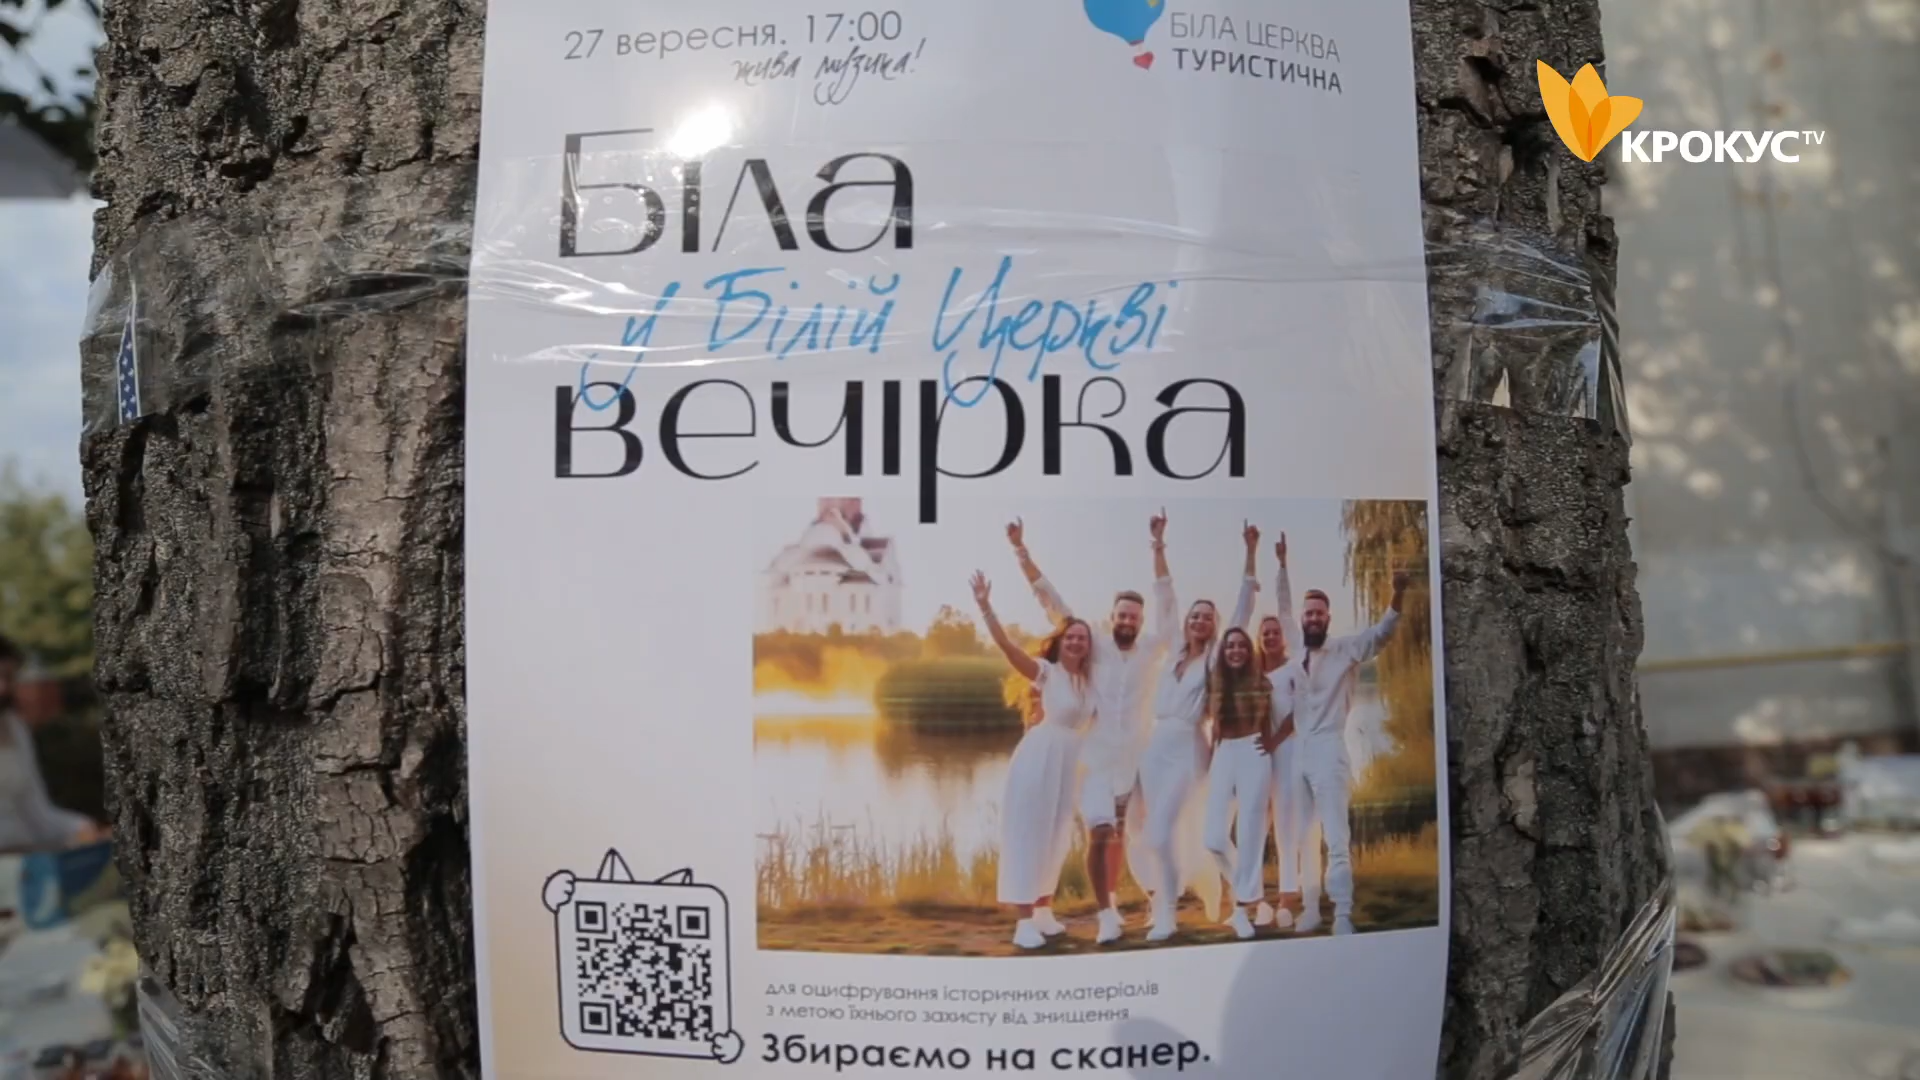 27 вересня. 17:00
жива музика!
БІЛА ЦЕРКВА
ТУРИСТИЧНА
КРОКУС TV
Біла
у Білій Церкві
вечірка
для оцифрування історичних матеріалів
з метою їхнього захисту від знищення
Збираємо на сканер.